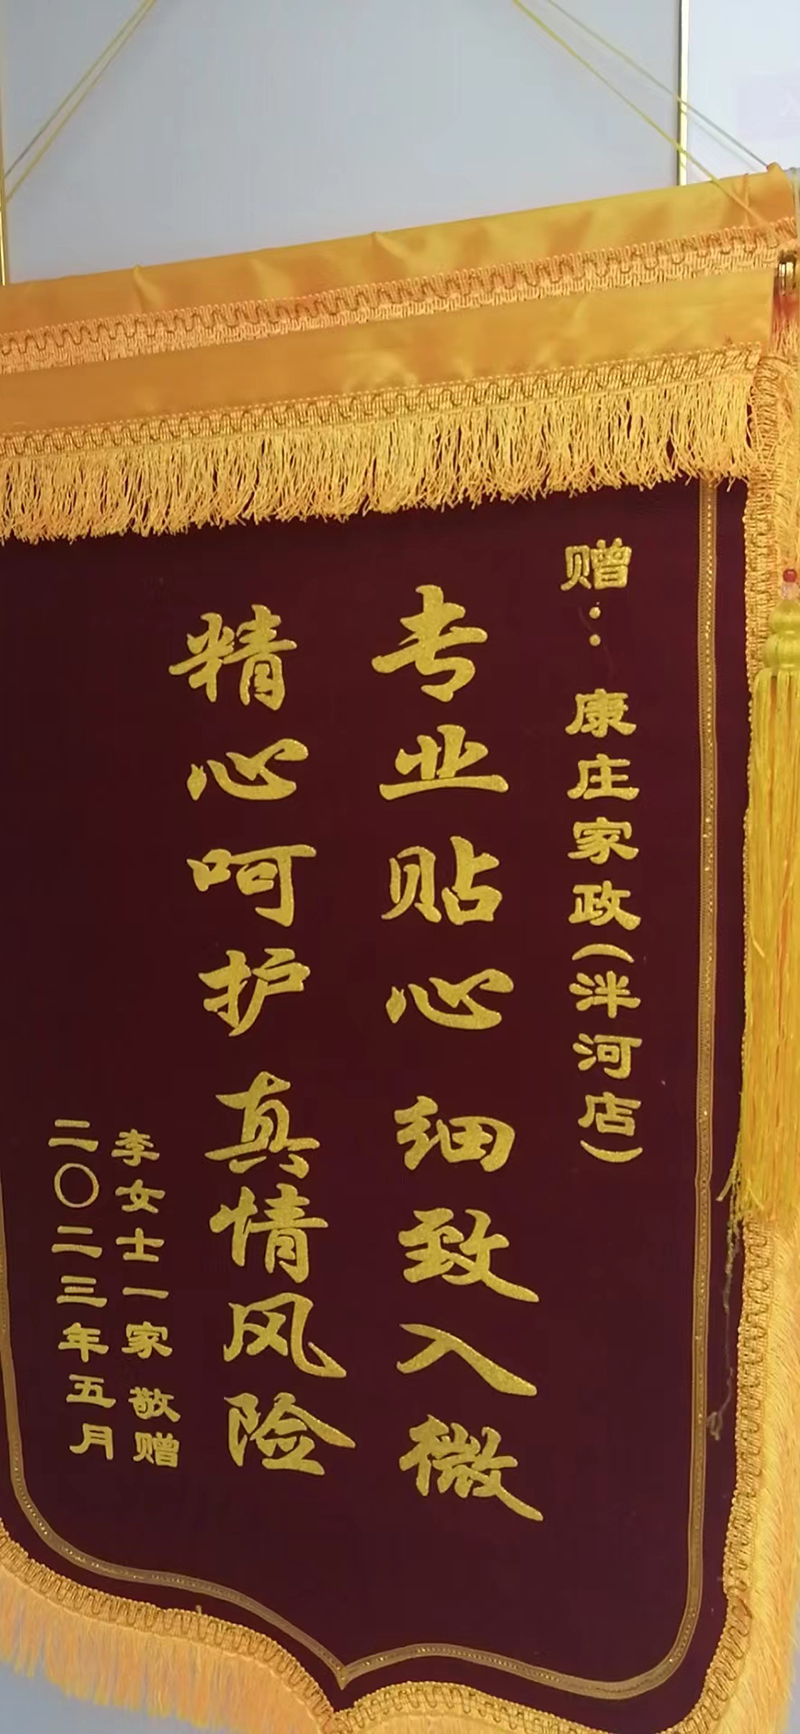 赠：康庄家政(泮河店)
专业贴心 细致入微
精心呵护 真情风险
李女士一家 敬赠
二〇二三年五月